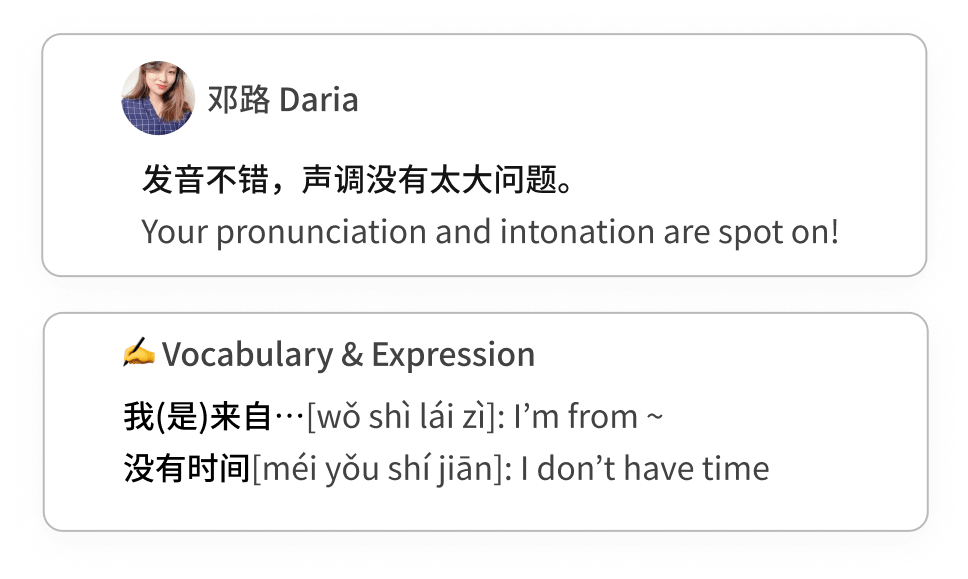 邓路 Daria
发音不错，声调没有太大问题。
Your pronunciation and intonation are spot on!
✍️ Vocabulary & Expression
我(是)来自…[wǒ shì lái zì]: I’m from ~
没有时间[méi yǒu shí jiān]: I don’t have time